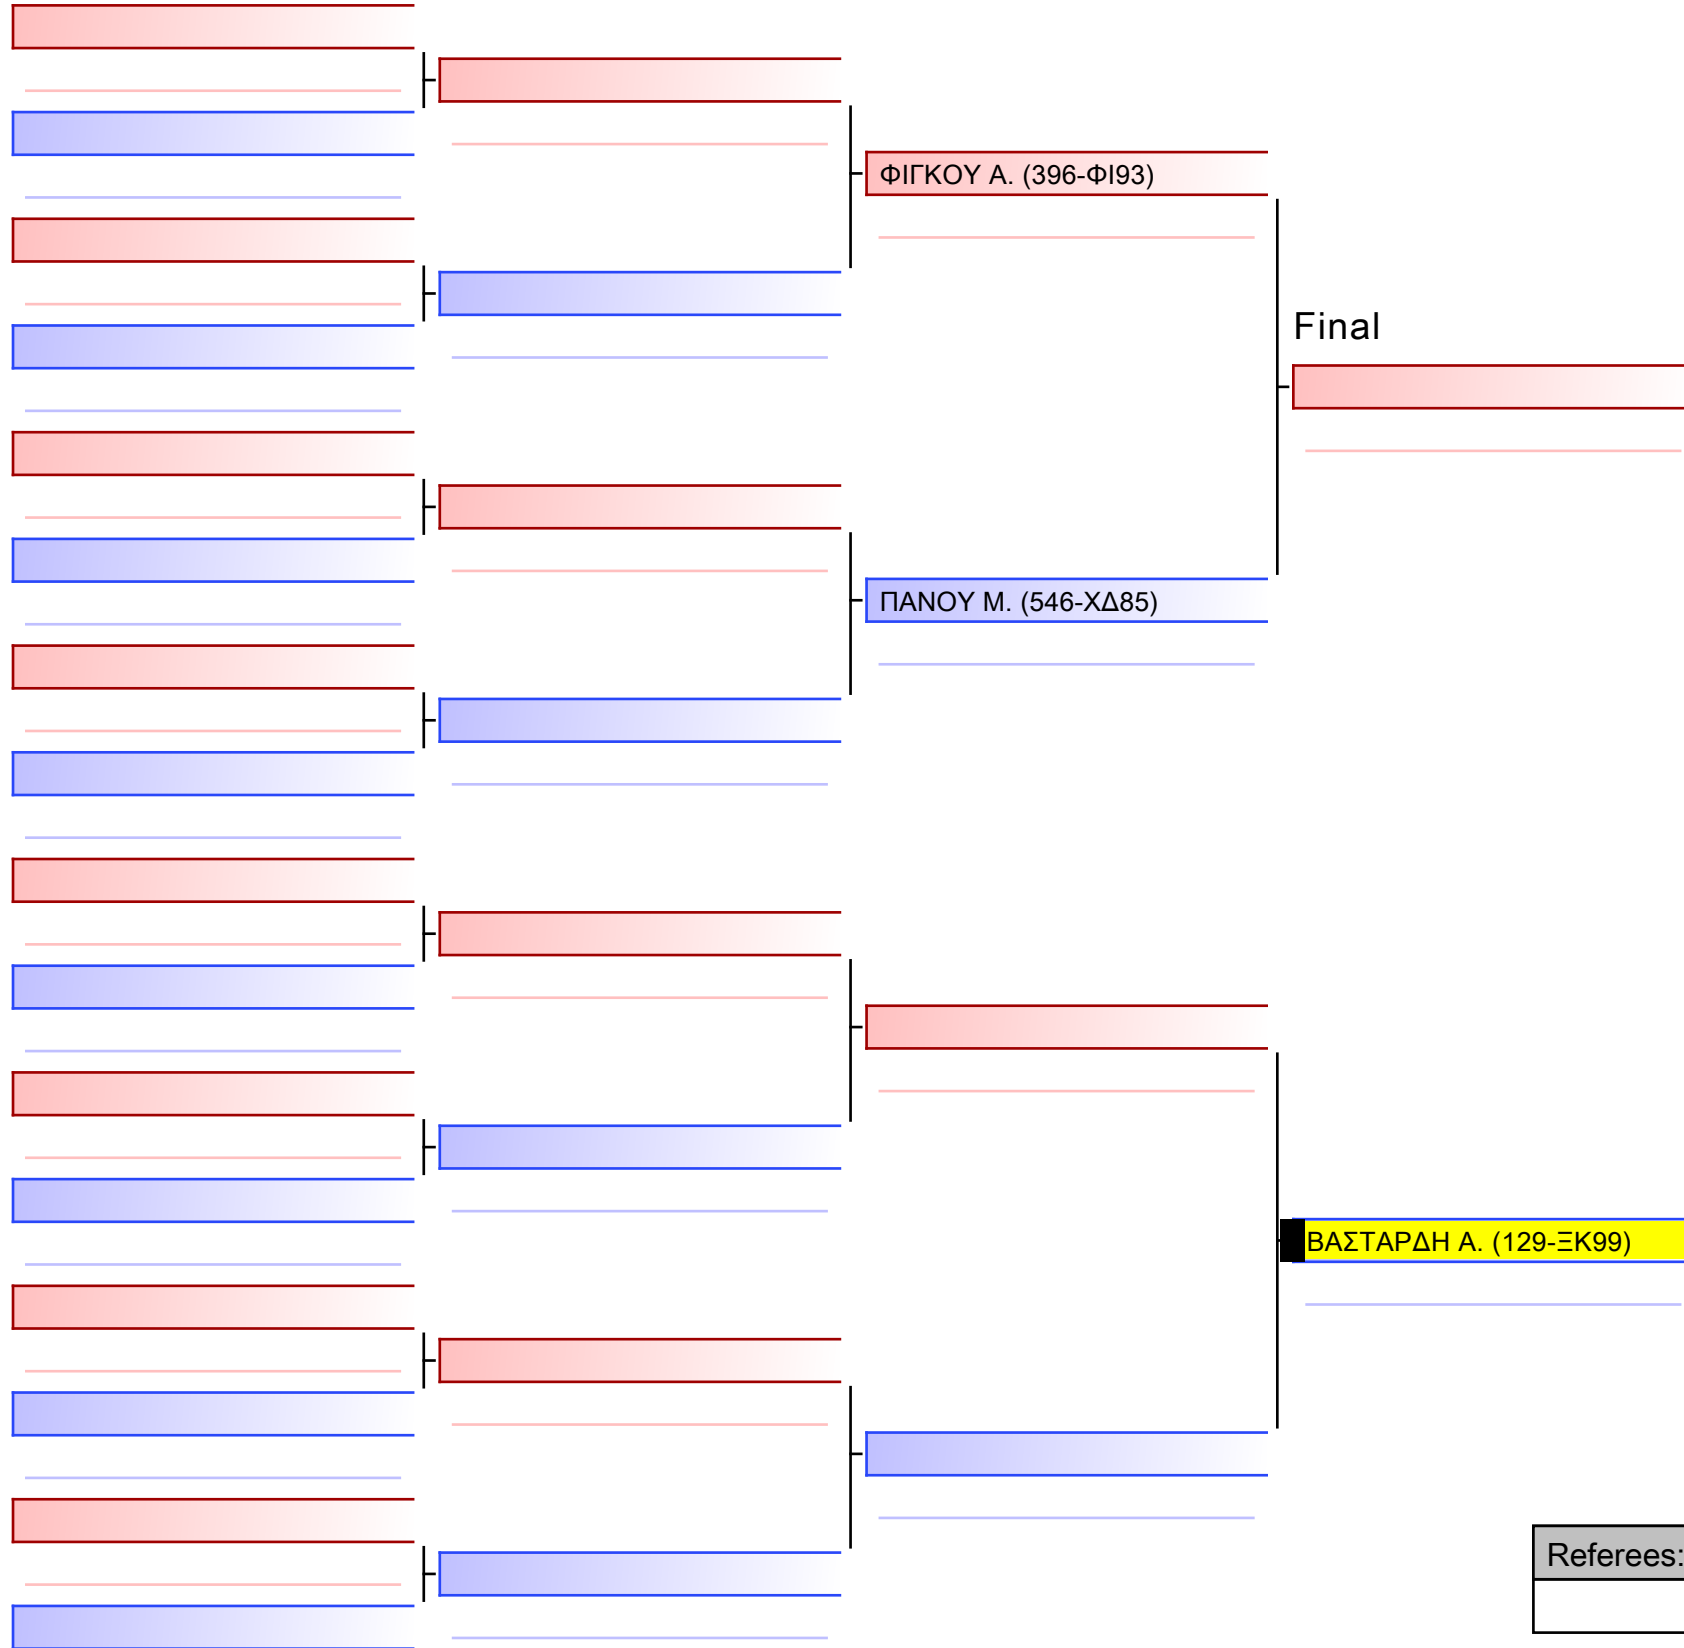 ΦΙΓΚΟΥ Α. (396-ΦΙ93)
Final
ΠΑΝΟΥ Μ. (546-ΧΔ85)
ΒΑΣΤΑΡΔΗ Α. (129-ΞΚ99)
Referees: